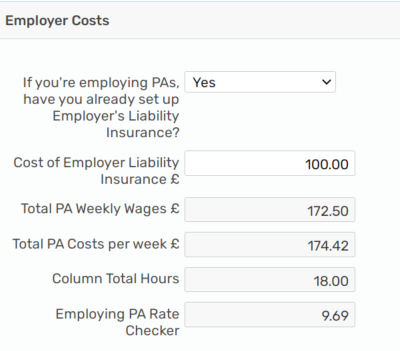 Employer Costs
If you're employing PAs, Yes
have you already set up
Employer's Liability
Insurance?
Cost of Employer Liability 100.00
Insurance £
Total PA Weekly Wages £ 172.50
Total PA Costs per week £ 174.42
Column Total Hours 18.00
Employing PA Rate 9.69
Checker